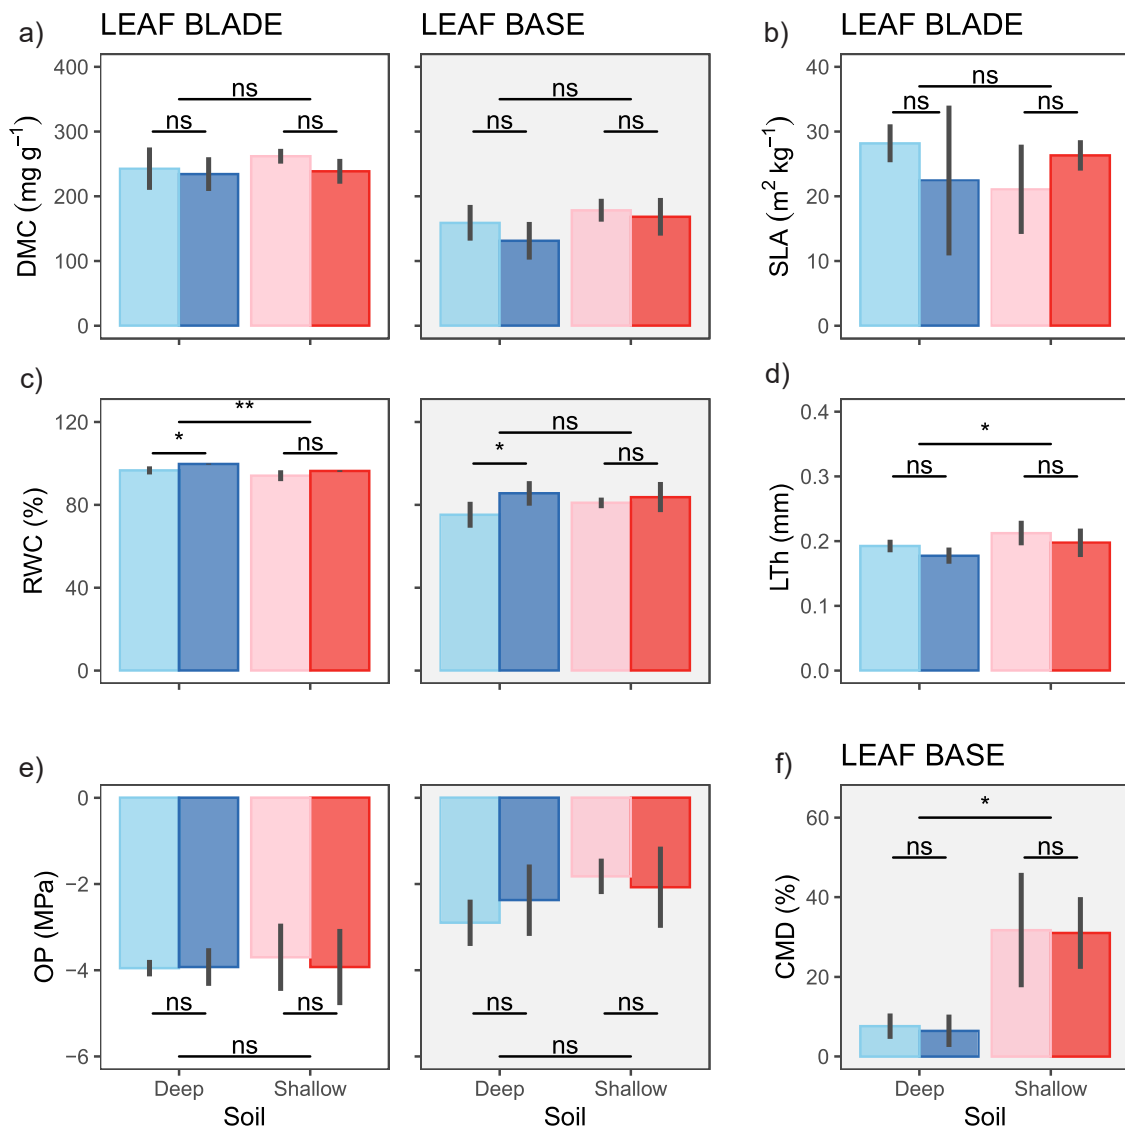 a) LEAF BLADE LEAF BASE b) LEAF BLADE
DMC (mg g⁻¹)
400
300
200
100
0
ns
ns ns
ns
ns ns
SLA (m² kg⁻¹)
40
30
20
10
0
ns
ns ns
c)
RWC (%)
120
80
40
0
**
* ns
ns
* ns
d)
LTh (mm)
0.4
0.3
0.2
0.1
0.0
*
ns ns
e)
OP (MPa)
0
−2
−4
−6
ns ns
ns
ns ns
ns
Deep Shallow
Soil
Deep Shallow
Soil
f) LEAF BASE
CMD (%)
60
40
20
0
*
ns ns
Deep Shallow
Soil